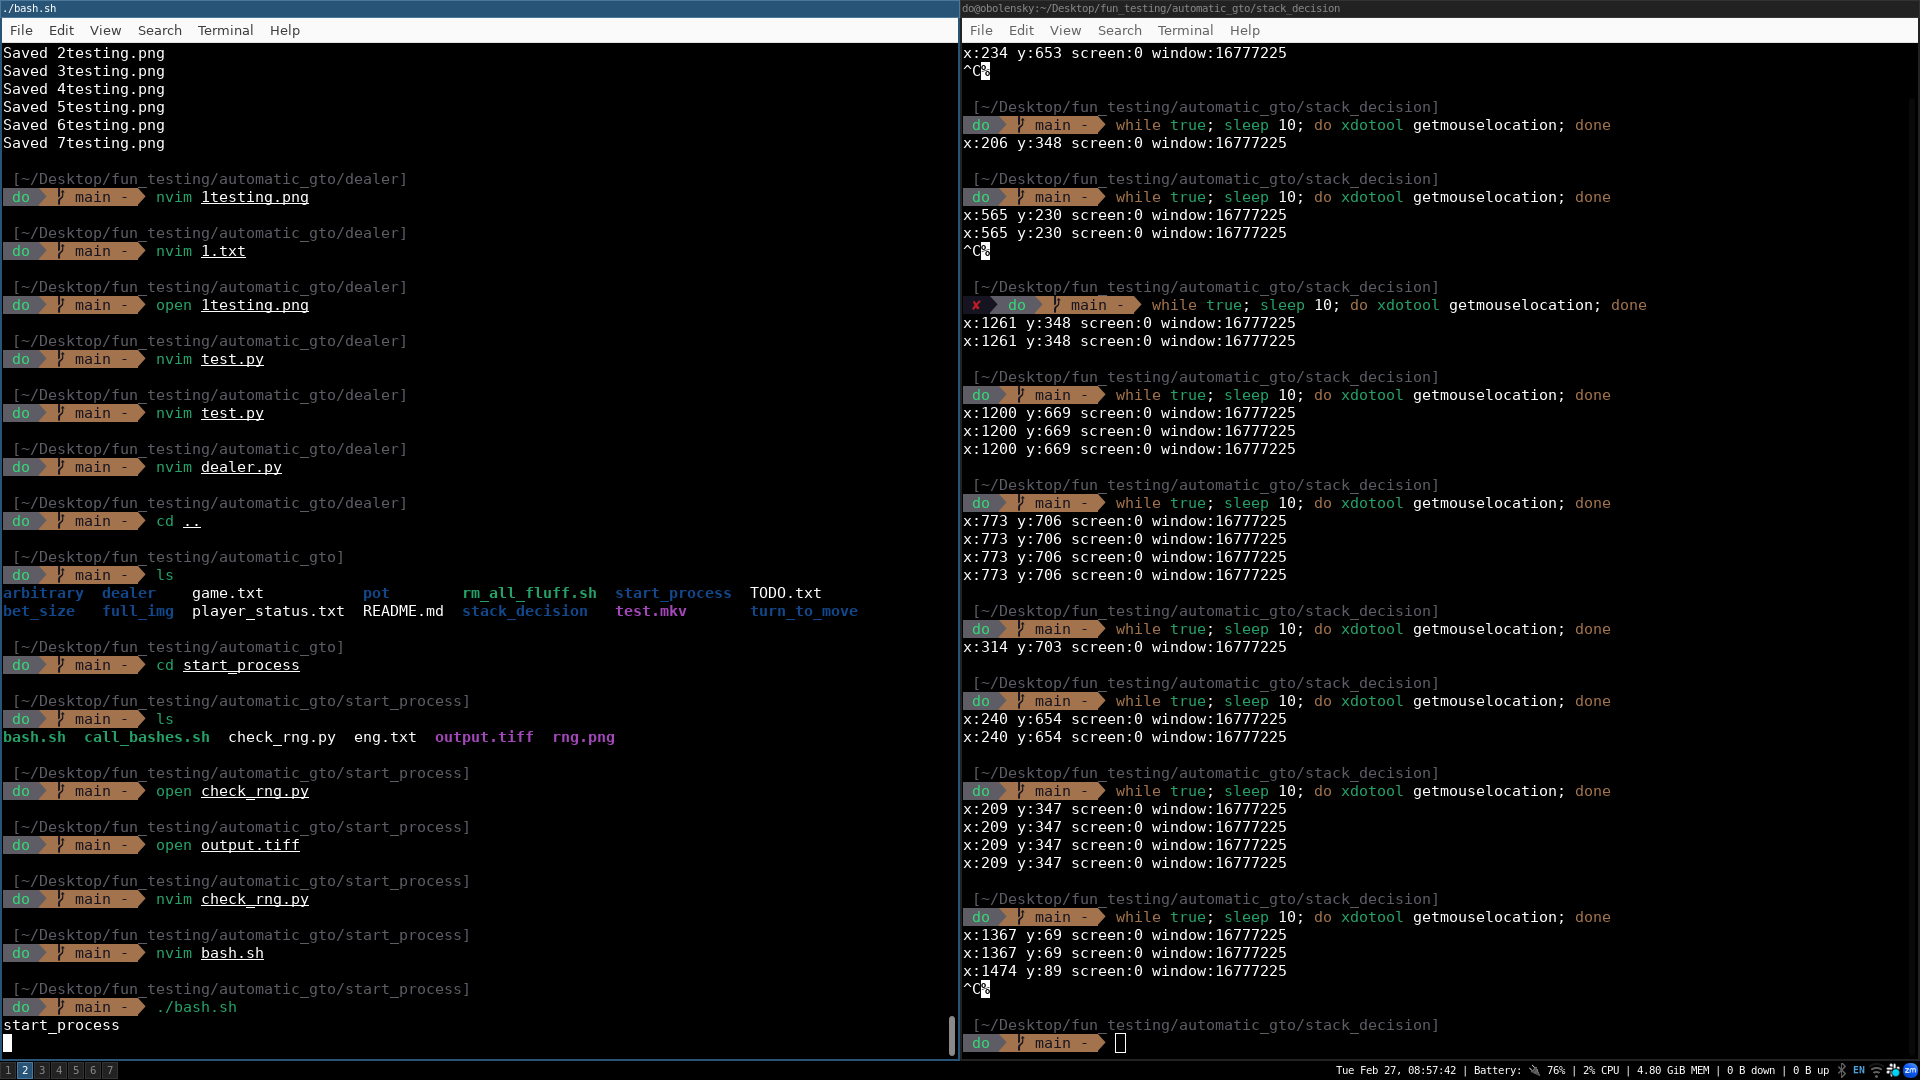 ./bash.sh
File Edit View Search Terminal Help
Saved 2testing.png
Saved 3testing.png
Saved 4testing.png
Saved 5testing.png
Saved 6testing.png
Saved 7testing.png
[~/Desktop/fun_testing/automatic_gto/dealer]
do main - nvim 1testing.png
[~/Desktop/fun_testing/automatic_gto/dealer]
do main - nvim 1.txt
[~/Desktop/fun_testing/automatic_gto/dealer]
do main - open 1testing.png
[~/Desktop/fun_testing/automatic_gto/dealer]
do main - nvim test.py
[~/Desktop/fun_testing/automatic_gto/dealer]
do main - nvim test.py
[~/Desktop/fun_testing/automatic_gto/dealer]
do main - nvim dealer.py
[~/Desktop/fun_testing/automatic_gto/dealer]
do main - cd ..
[~/Desktop/fun_testing/automatic_gto]
do main - ls
arbitrary dealer game.txt pot rm_all_fluff.sh start_process TODO.txt
bet_size full_img player_status.txt README.md stack_decision test.mkv turn_to_move
[~/Desktop/fun_testing/automatic_gto]
do main - cd start_process
[~/Desktop/fun_testing/automatic_gto/start_process]
do main - ls
bash.sh call_bashes.sh check_rng.py eng.txt output.tiff rng.png
[~/Desktop/fun_testing/automatic_gto/start_process]
do main - open check_rng.py
[~/Desktop/fun_testing/automatic_gto/start_process]
do main - open output.tiff
[~/Desktop/fun_testing/automatic_gto/start_process]
do main - nvim check_rng.py
[~/Desktop/fun_testing/automatic_gto/start_process]
do main - nvim bash.sh
[~/Desktop/fun_testing/automatic_gto/start_process]
do main - ./bash.sh
start_process
do@obolensky:~/Desktop/fun_testing/automatic_gto/stack_decision
File Edit View Search Terminal Help
x:234 y:653 screen:0 window:16777225
^C%
[~/Desktop/fun_testing/automatic_gto/stack_decision]
do main - while true; sleep 10; do xdotool getmouselocation; done
x:206 y:348 screen:0 window:16777225
[~/Desktop/fun_testing/automatic_gto/stack_decision]
do main - while true; sleep 10; do xdotool getmouselocation; done
x:565 y:230 screen:0 window:16777225
x:565 y:230 screen:0 window:16777225
^C%
[~/Desktop/fun_testing/automatic_gto/stack_decision]
✘ do main - while true; sleep 10; do xdotool getmouselocation; done
x:1261 y:348 screen:0 window:16777225
x:1261 y:348 screen:0 window:16777225
[~/Desktop/fun_testing/automatic_gto/stack_decision]
do main - while true; sleep 10; do xdotool getmouselocation; done
x:1200 y:669 screen:0 window:16777225
x:1200 y:669 screen:0 window:16777225
x:1200 y:669 screen:0 window:16777225
[~/Desktop/fun_testing/automatic_gto/stack_decision]
do main - while true; sleep 10; do xdotool getmouselocation; done
x:773 y:706 screen:0 window:16777225
x:773 y:706 screen:0 window:16777225
x:773 y:706 screen:0 window:16777225
x:773 y:706 screen:0 window:16777225
[~/Desktop/fun_testing/automatic_gto/stack_decision]
do main - while true; sleep 10; do xdotool getmouselocation; done
x:314 y:703 screen:0 window:16777225
[~/Desktop/fun_testing/automatic_gto/stack_decision]
do main - while true; sleep 10; do xdotool getmouselocation; done
x:240 y:654 screen:0 window:16777225
x:240 y:654 screen:0 window:16777225
[~/Desktop/fun_testing/automatic_gto/stack_decision]
do main - while true; sleep 10; do xdotool getmouselocation; done
x:209 y:347 screen:0 window:16777225
x:209 y:347 screen:0 window:16777225
x:209 y:347 screen:0 window:16777225
x:209 y:347 screen:0 window:16777225
[~/Desktop/fun_testing/automatic_gto/stack_decision]
do main - while true; sleep 10; do xdotool getmouselocation; done
x:1367 y:69 screen:0 window:16777225
x:1367 y:69 screen:0 window:16777225
x:1474 y:89 screen:0 window:16777225
^C%
[~/Desktop/fun_testing/automatic_gto/stack_decision]
do main -
1 2 3 4 5 6 7
Tue Feb 27, 08:57:42 | Battery: 76% | 2% CPU | 4.80 GiB MEM | 0 B down | 0 B up EN zm